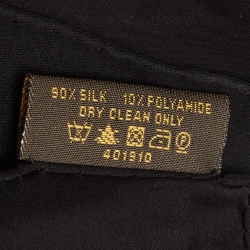 90% SILK 10% POLYAMIDE
DRY CLEAN ONLY
401910